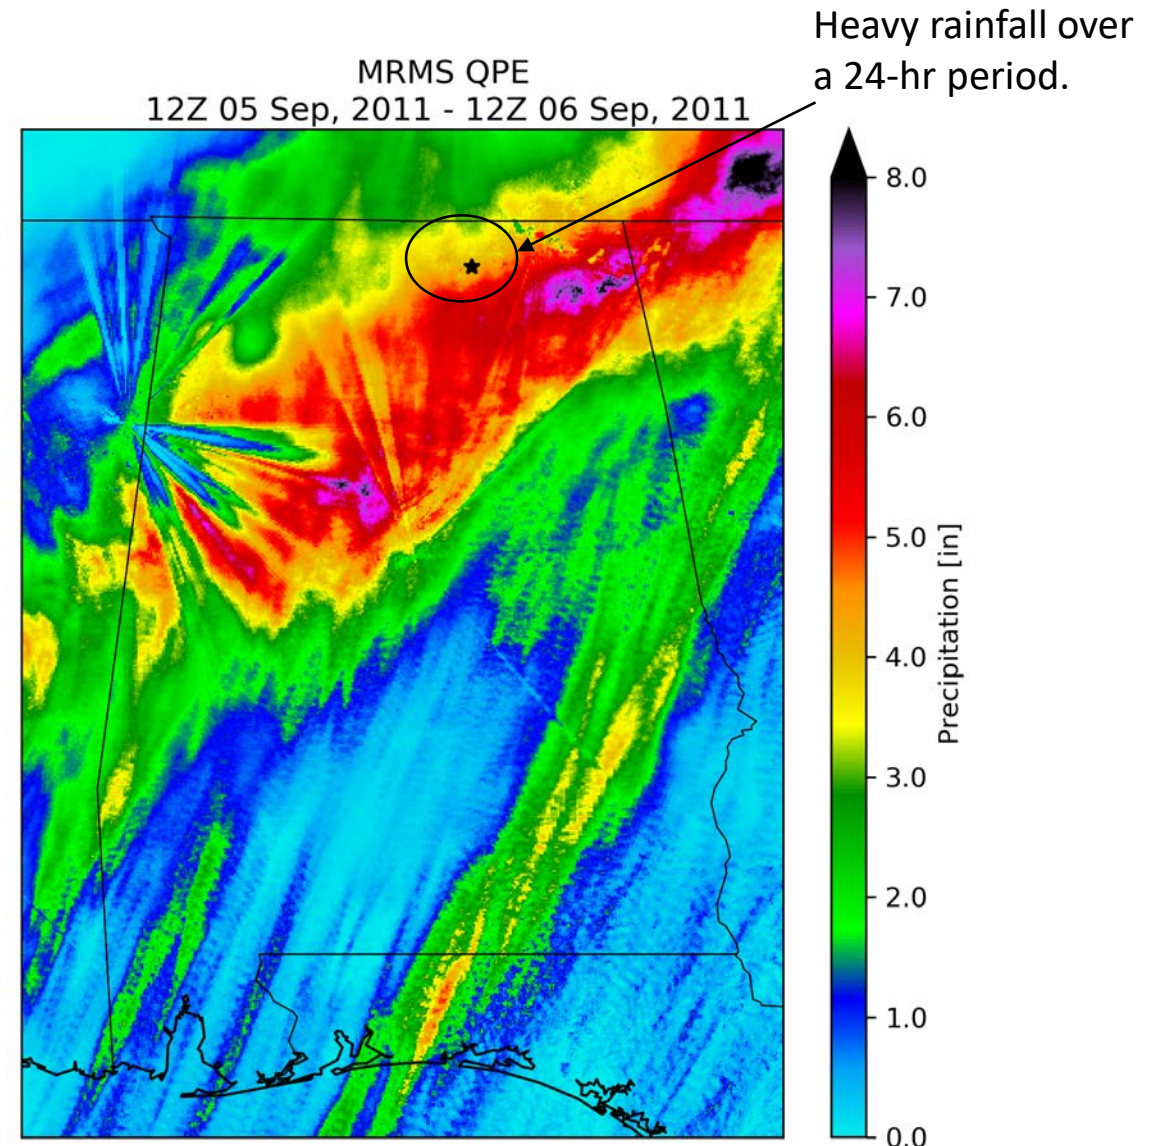 Heavy rainfall over
a 24-hr period.
MRMS QPE
12Z 05 Sep, 2011 - 12Z 06 Sep, 2011
8.0
7.0
6.0
5.0
4.0
3.0
2.0
1.0
0.0
Precipitation [in]